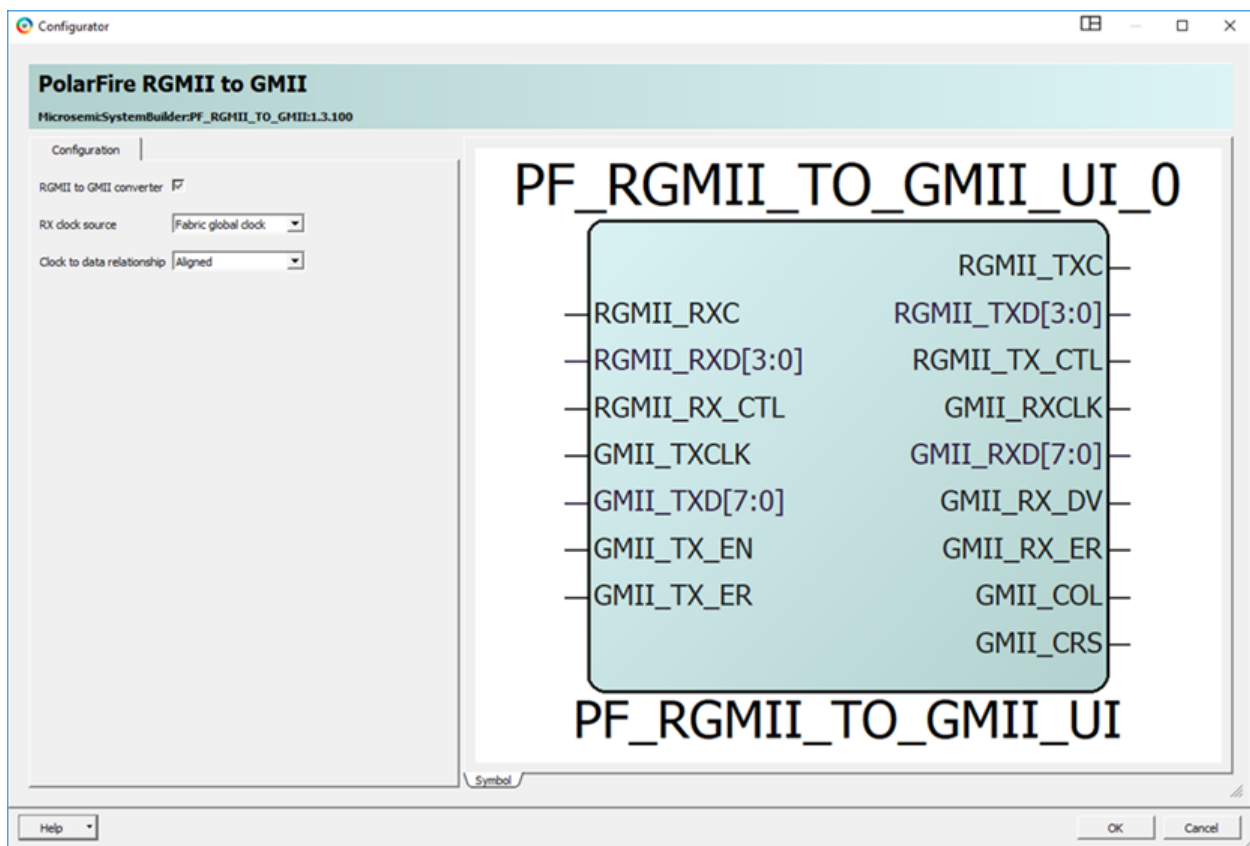 Configurator
PolarFire RGMII to GMII
Microsemi:SystemBuilder:PF_RGMII_TO_GMII:1.3.100
Configuration
RGMII to GMII converter
RX clock source Fabric global clock
Clock to data relationship Aligned
PF_RGMII_TO_GMII_UI_0
RGMII_TXC
RGMII_RXC RGMII_TXD[3:0]
RGMII_RXD[3:0] RGMII_TX_CTL
RGMII_RX_CTL GMII_RXCLK
GMII_TXCLK GMII_RXD[7:0]
GMII_TXD[7:0] GMII_RX_DV
GMII_TX_EN GMII_RX_ER
GMII_TX_ER GMII_COL
GMII_CRS
PF_RGMII_TO_GMII_UI
Symbol
Help OK Cancel